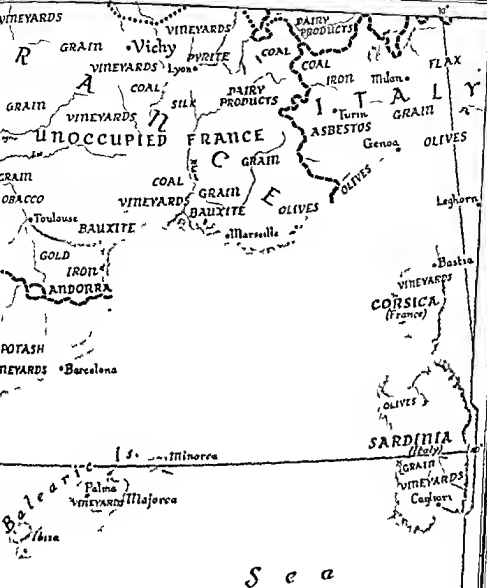 VINEYARDS
VINEYARDS
DAIRY
PRODUCTS
10°
R
GRAIN
Vichy
PYRITE
COAL
COAL
FLAX
VINEYARDS
Lyon
IRON
Milan
A
COAL
DAIRY
PRODUCTS
ITALY
GRAIN
SILK
Turin
GRAIN
VINEYARDS
N
ASBESTOS
UNOCCUPIED FRANCE
Genoa
OLIVES
C
GRAIN
GRAIN
COAL
GRAIN
E
OLIVES
OBACCO
VINEYARDS
Leghorn
Toulouse
BAUXITE
BAUXITE
OLIVES
Marseille
GOLD
IRON
Bastia
ANDORRA
VINEYARDS
CORSICA
(France)
POTASH
NEYARDS
Barcelona
OLIVES
SARDINIA
(Italy)
Balearic Is.
Minorca
GRAIN
Palma
VINEYARDS
VINEYARDS
Majorca
Cagliari
Ibiza
Sea